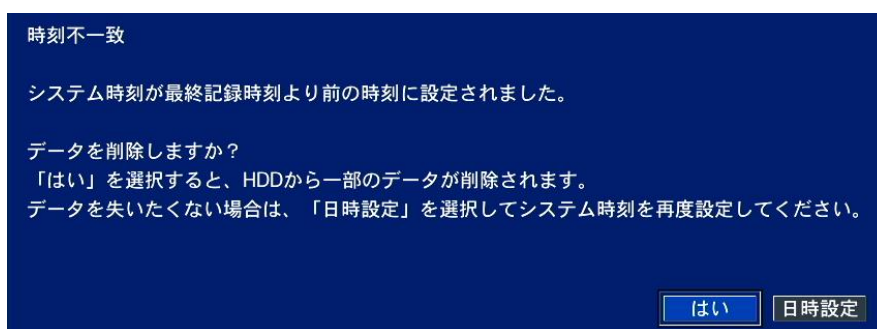 時刻不一致
システム時刻が最終記録時刻より前の時刻に設定されました。
データを削除しますか？
「はい」を選択すると、HDDから一部のデータが削除されます。
データを失いたくない場合は、「日時設定」を選択してシステム時刻を再度設定してください。
はい
日時設定